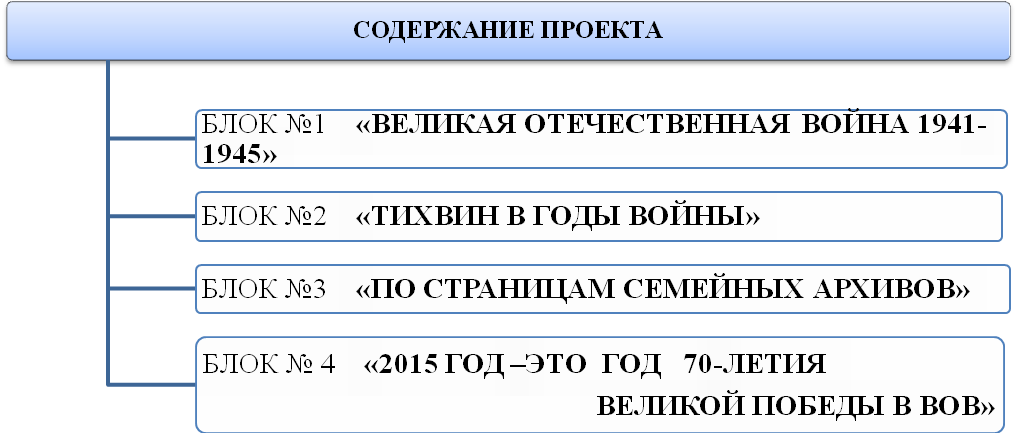 СОДЕРЖАНИЕ ПРОЕКТА
БЛОК №1 «ВЕЛИКАЯ ОТЕЧЕСТВЕННАЯ ВОЙНА 1941-
1945»
БЛОК №2 «ТИХВИН В ГОДЫ ВОЙНЫ»
БЛОК №3 «ПО СТРАНИЦАМ СЕМЕЙНЫХ АРХИВОВ»
БЛОК № 4 «2015 ГОД –ЭТО ГОД 70-ЛЕТИЯ
ВЕЛИКОЙ ПОБЕДЫ В ВОВ»